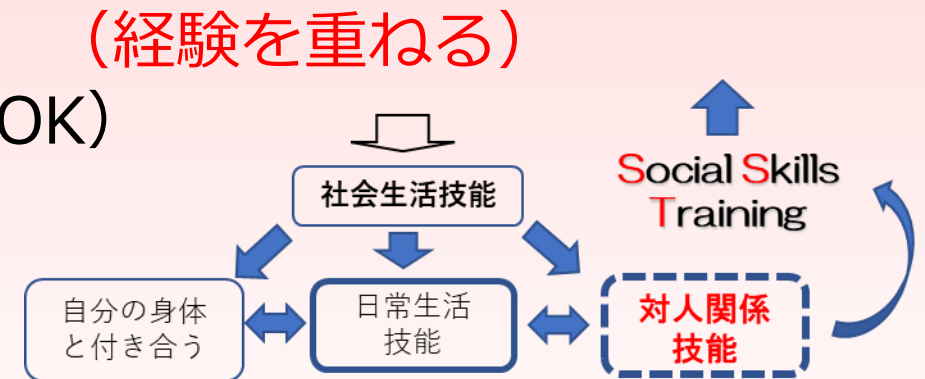 (経験を重ねる)
OK)
社会生活技能
Social Skills
Training
自分の身体
と付き合う
日常生活
技能
対人関係
技能